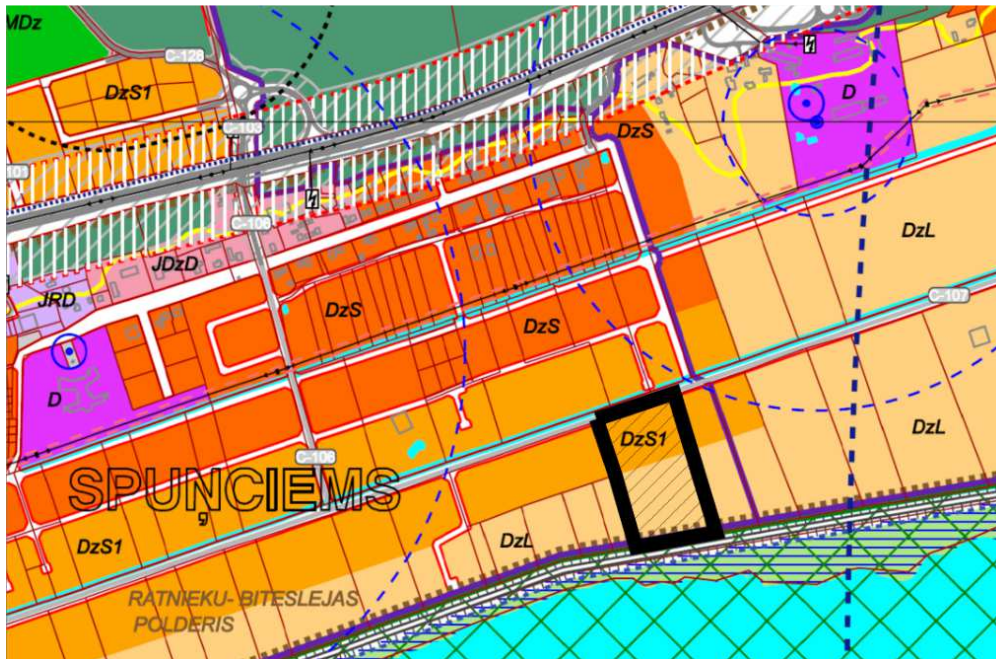 MDz
C-128
DzS1
C-103
DzS
D
C-106
JDzD
DzL
JRD
DzS
C-107
DzS
D
DzS1
DzL
C-106
SPUŅCIEMS
DzS1
DzL
RATNIEKU- BITESLEJAS
POLDERIS